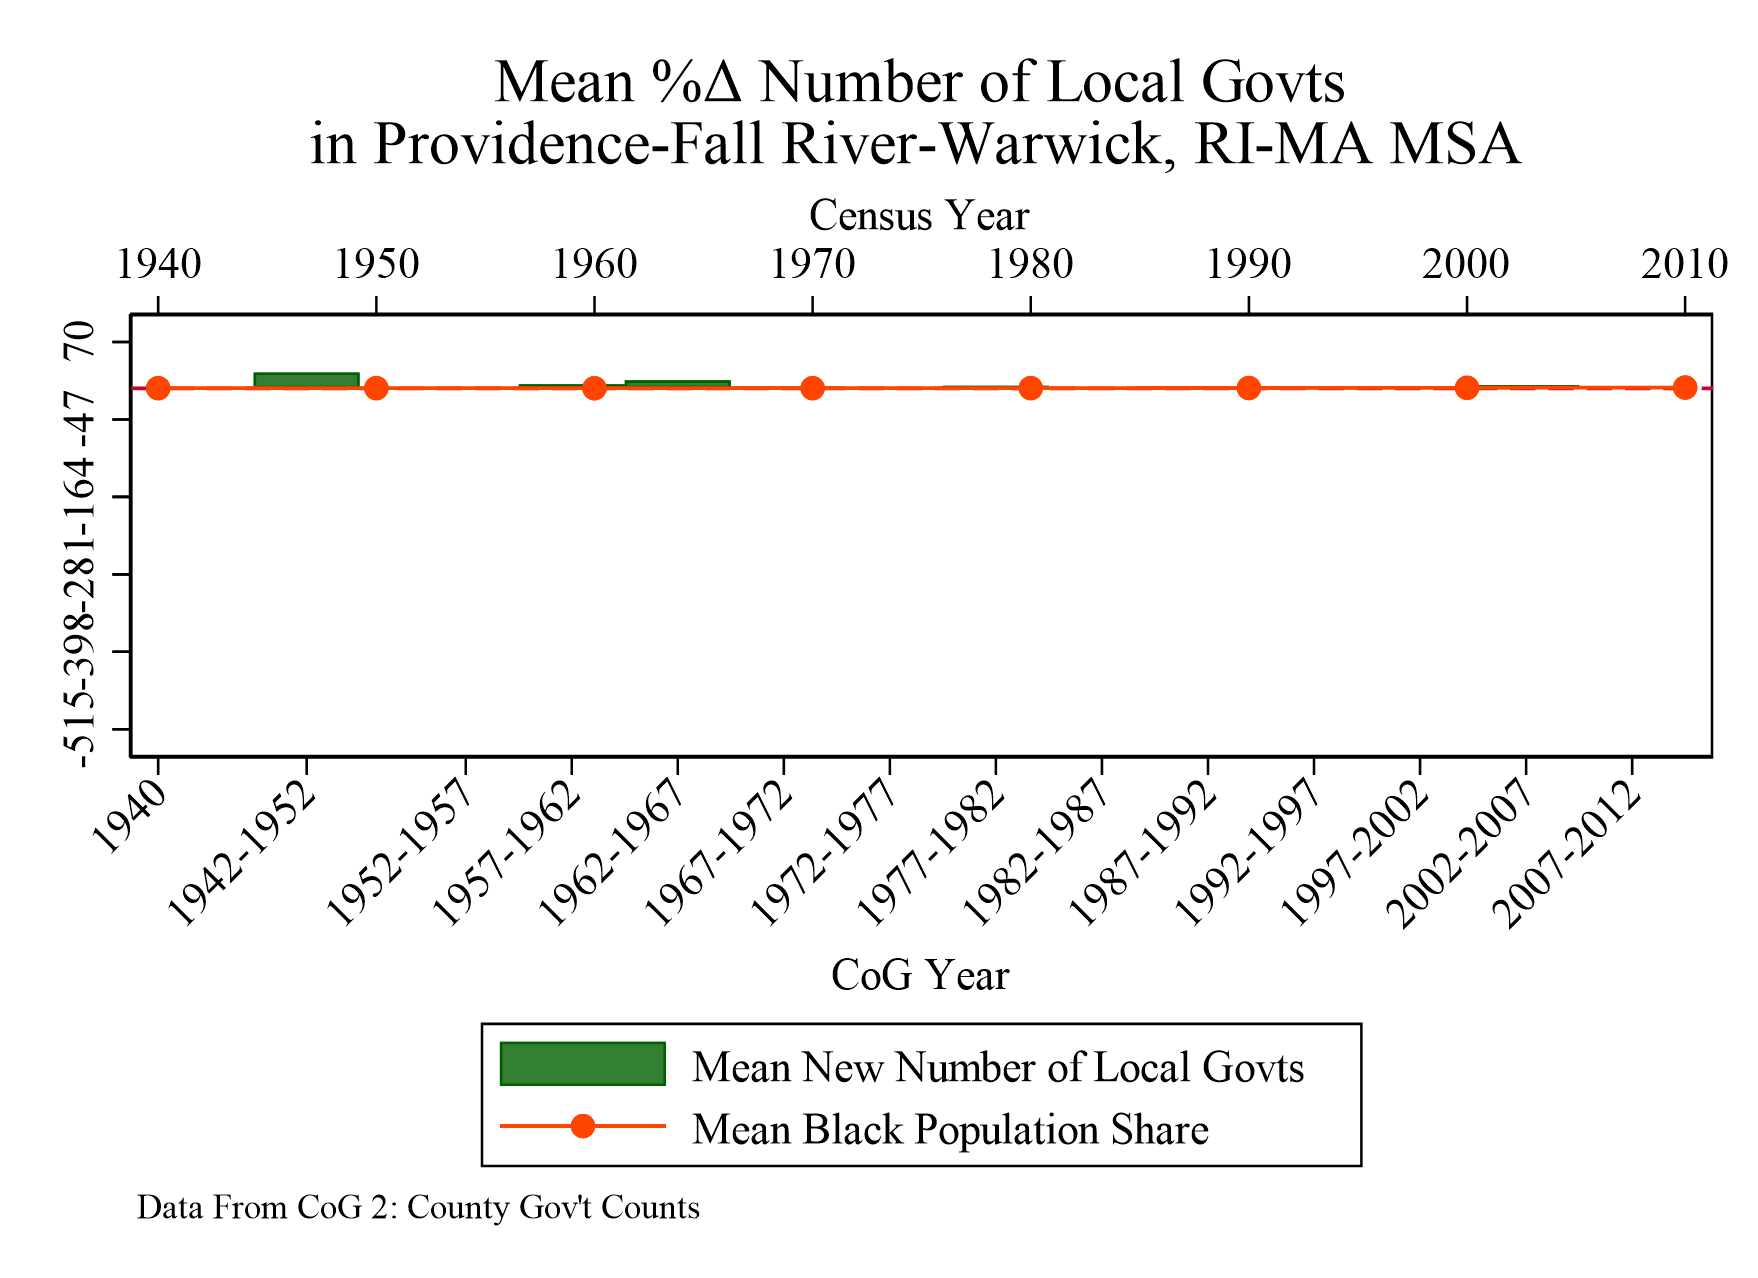 Mean %Δ Number of Local Govts
in Providence-Fall River-Warwick, RI-MA MSA
Census Year
1940 1950 1960 1970 1980 1990 2000 2010
70
-47
-164
-281
-398
-515
1940 1942-1952 1952-1957 1957-1962 1962-1967 1967-1972 1972-1977 1977-1982 1982-1987 1987-1992 1992-1997 1997-2002 2002-2007 2007-2012
CoG Year
Mean New Number of Local Govts
Mean Black Population Share
Data From CoG 2: County Gov't Counts